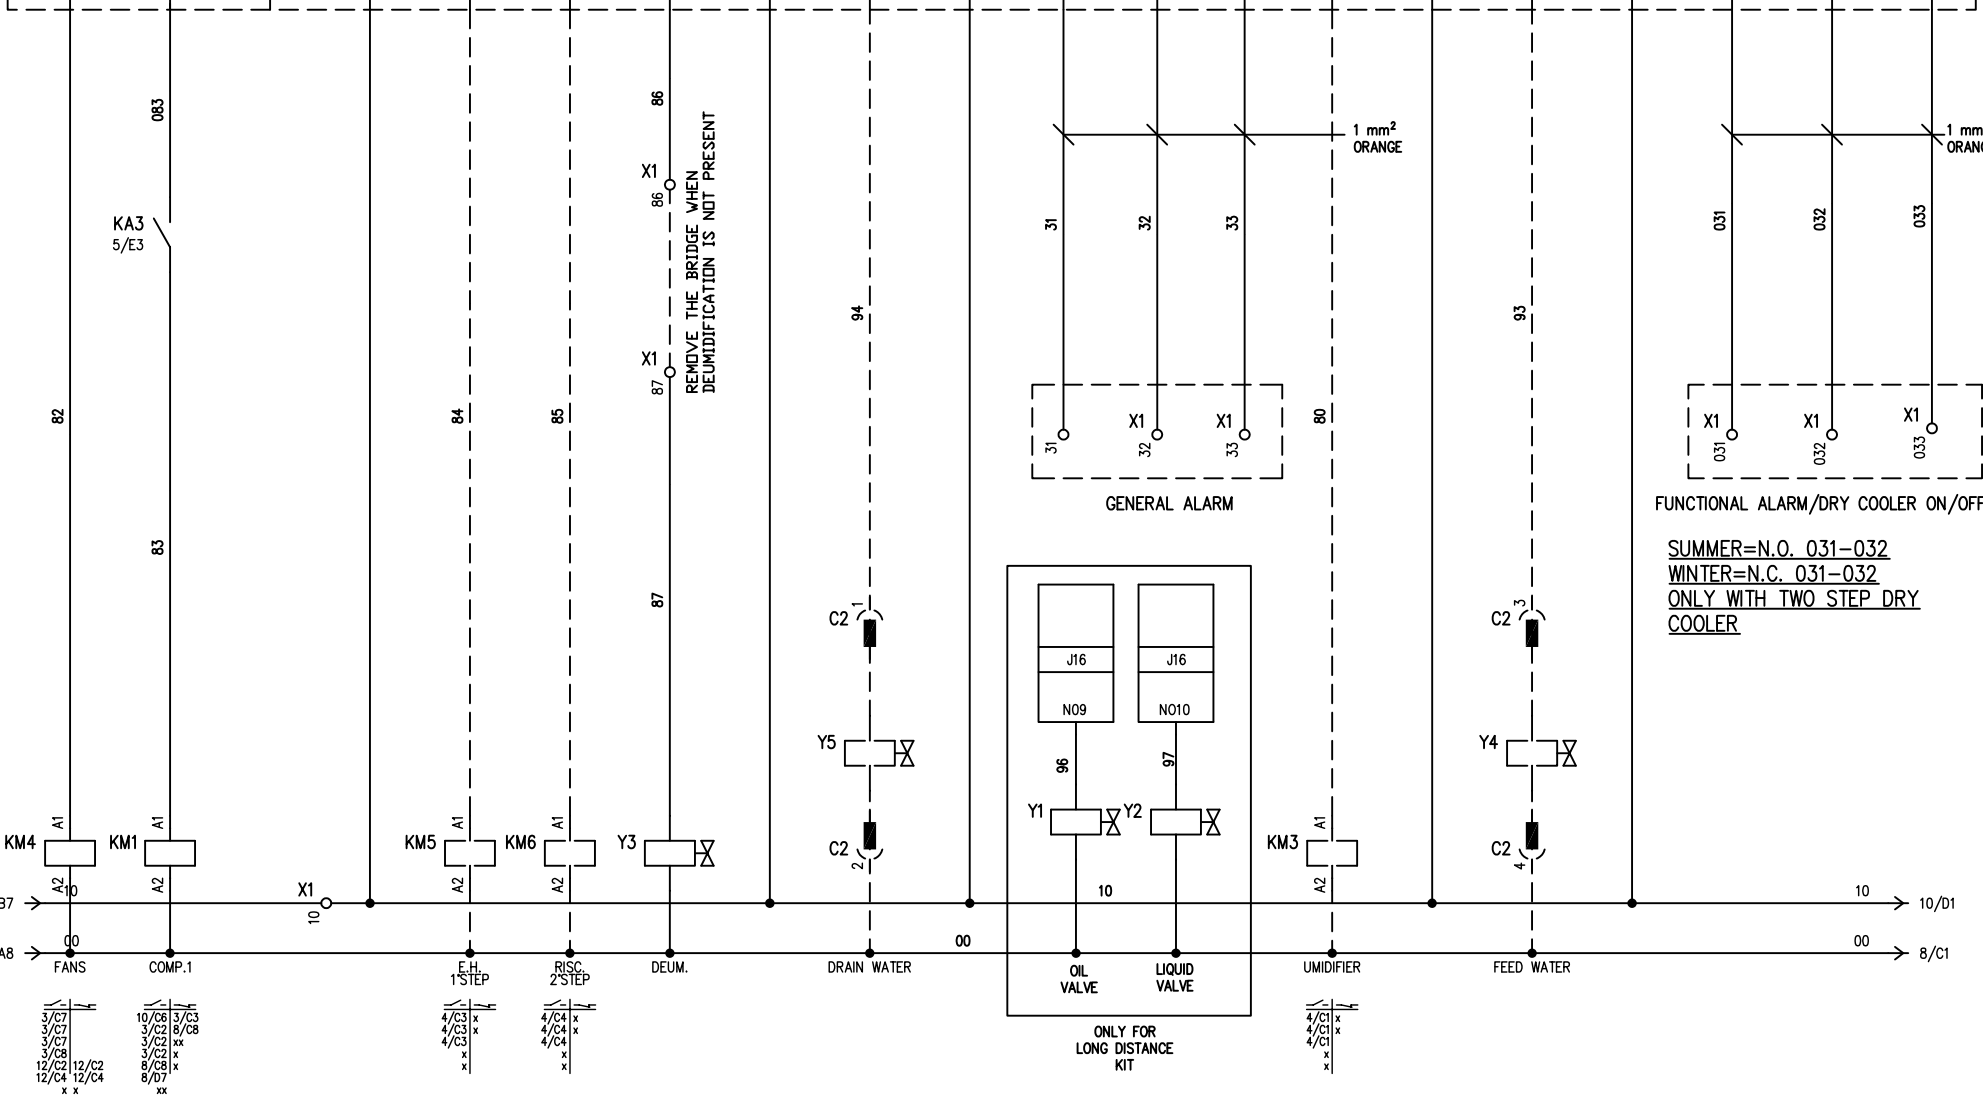 083
86
REMOVE THE BRIDGE WHEN
DEUMIDIFICATION IS NOT PRESENT
1 mm²
ORANGE
X1
86
KA3
5/E3
31
32
33
031
032
033
94
93
X1
87
82
84
85
80
31
X1
32
X1
33
X1
031
X1
032
X1
033
GENERAL ALARM
FUNCTIONAL ALARM/DRY COOLER ON/OFF
SUMMER=N.O. 031-032
WINTER=N.C. 031-032
ONLY WITH TWO STEP DRY
COOLER
83
87
C2
1
C2
3
J16
J16
NO9
NO10
Y5
Y4
96
97
Y1
Y2
A1
A1
A1
A1
A1
KM4
KM1
KM5
KM6
Y3
C2
2
KM3
C2
4
A2
A2
A2
A2
A2
B7
10
X1
10
10
10
10/D1
A8
00
00
00
8/C1
FANS
COMP.1
E.H.
1°STEP
RISC.
2°STEP
DEUM.
DRAIN WATER
OIL
VALVE
LIQUID
VALVE
UMIDIFIER
FEED WATER
ONLY FOR
LONG DISTANCE
KIT
3/C7
3/C7
3/C7
3/C8
12/C2 12/C2
12/C4 12/C4
x x
10/C6 3/C3
3/C2 8/C8
3/C2 xx
3/C2 x
8/C8 x
8/D7
xx
4/C3 x
4/C3 x
4/C3
x
x
4/C4 x
4/C4 x
4/C4
x
x
4/C1 x
4/C1 x
4/C1
x
x